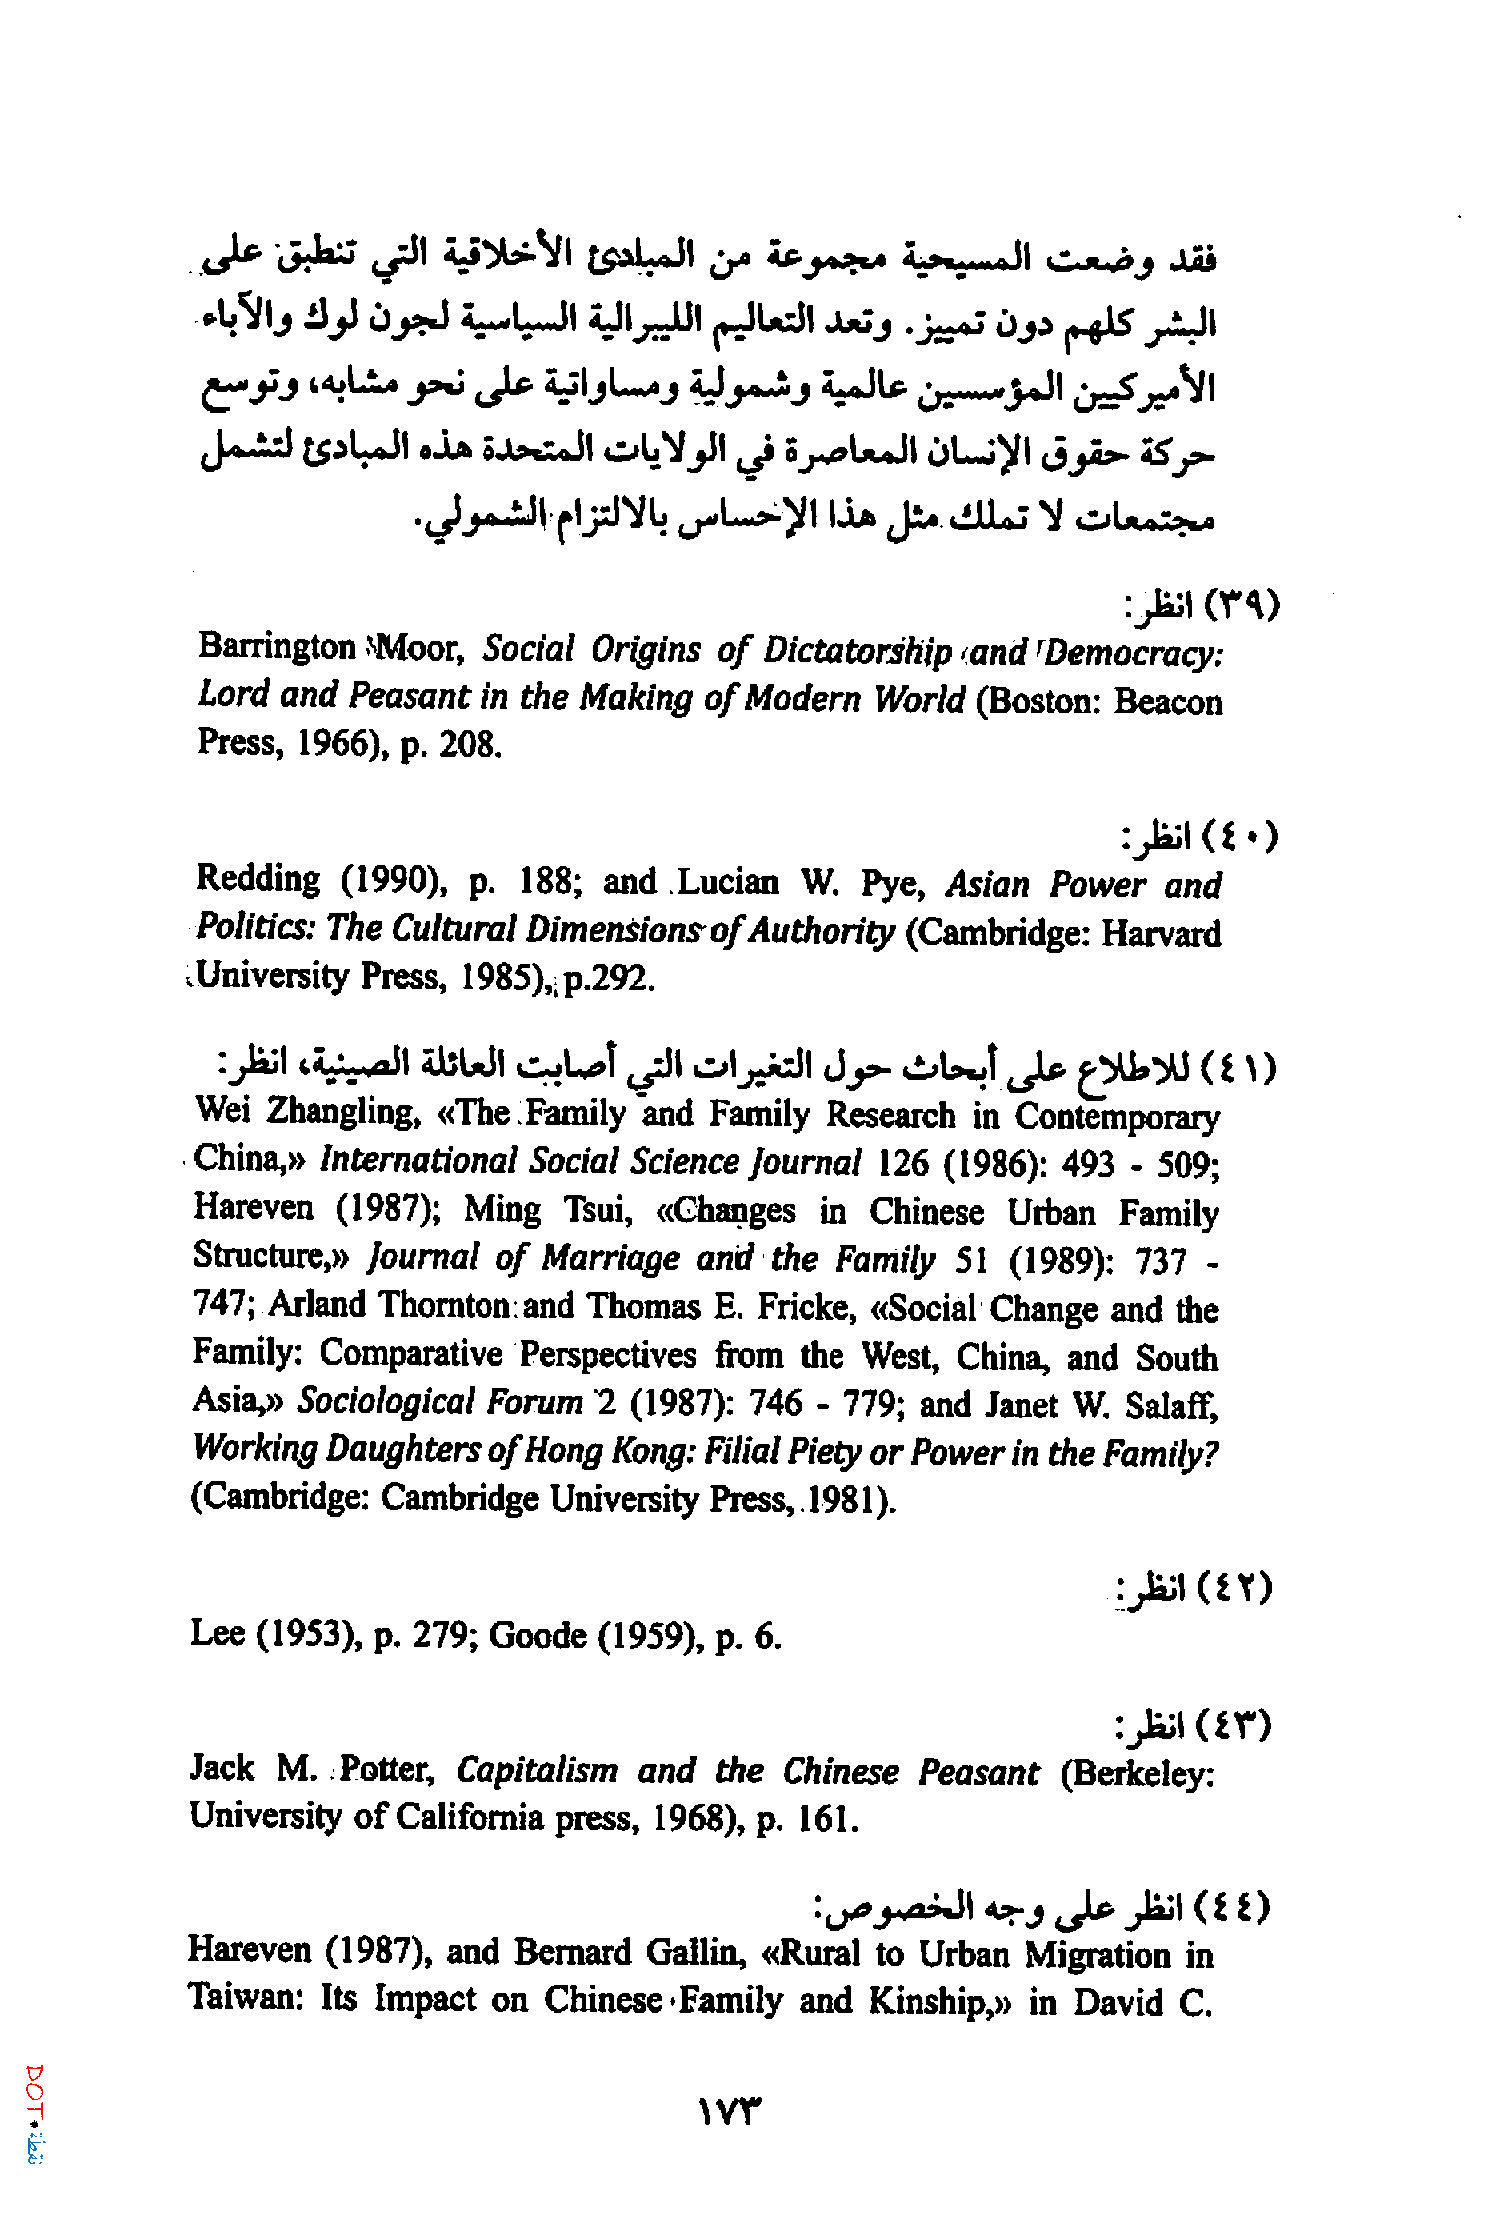 فقد وضعت المسيحية مجموعة من المبادئ الأخلاقية التي تنطبق على
البشر كلهم دون تمييز. وتعد التعاليم الليبرالية السياسية لجون لوك والآباء
الأميركيين المؤسسين عالمية وشمولية ومساواتية على نحو مشابه، وتوسع
حركة حقوق الإنسان المعاصرة في الولايات المتحدة هذه المبادئ لتشمل
مجتمعات لا تملك مثل هذا الإحساس بالالتزام الشمولي.
(٣٩) انظر:
Barrington Moor, Social Origins of Dictatorship and Democracy:
Lord and Peasant in the Making of Modern World (Boston: Beacon
Press, 1966), p. 208.
(٤٠) انظر:
Redding (1990), p. 188; and Lucian W. Pye, Asian Power and
Politics: The Cultural Dimensions of Authority (Cambridge: Harvard
University Press, 1985), p.292.
(٤١) للاطلاع على أبحاث حول التغيرات التي أصابت العائلة الصينية، انظر:
Wei Zhangling, «The Family and Family Research in Contemporary
China,» International Social Science Journal 126 (1986): 493 - 509;
Hareven (1987); Ming Tsui, «Changes in Chinese Urban Family
Structure,» Journal of Marriage and the Family 51 (1989): 737 -
747; Arland Thornton and Thomas E. Fricke, «Social Change and the
Family: Comparative Perspectives from the West, China, and South
Asia,» Sociological Forum 2 (1987): 746 - 779; and Janet W. Salaff,
Working Daughters of Hong Kong: Filial Piety or Power in the Family?
(Cambridge: Cambridge University Press, 1981).
(٤٢) انظر:
Lee (1953), p. 279; Goode (1959), p. 6.
(٤٣) انظر:
Jack M. Potter, Capitalism and the Chinese Peasant (Berkeley:
University of California press, 1968), p. 161.
(٤٤) انظر على وجه الخصوص:
Hareven (1987), and Bernard Gallin, «Rural to Urban Migration in
Taiwan: Its Impact on Chinese Family and Kinship,» in David C.
١٧٣
DOT • نقطة